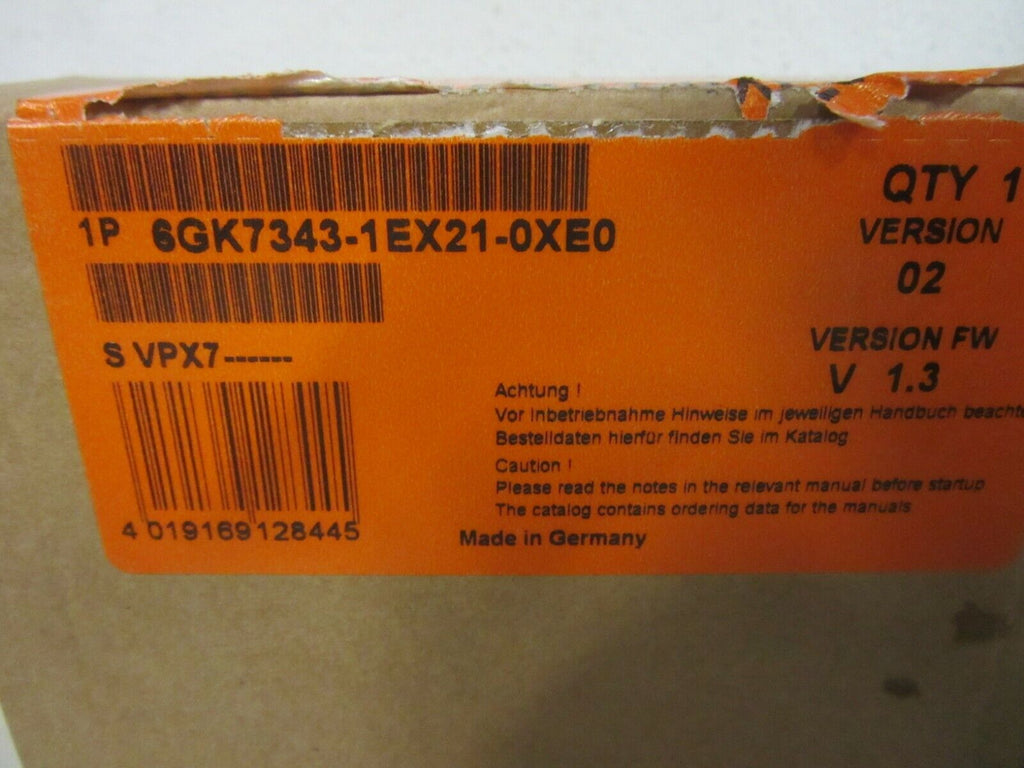 QTY 1
1P 6GK7343-1EX21-0XE0
VERSION
02
S VPX7------
VERSION FW
V 1.3
Achtung !
Vor Inbetriebnahme Hinweise im jeweiligen Handbuch beachte
Bestelldaten hierfür finden Sie im Katalog
Caution !
Please read the notes in the relevant manual before startup
The catalog contains ordering data for the manuals
4 019169 128445
Made in Germany